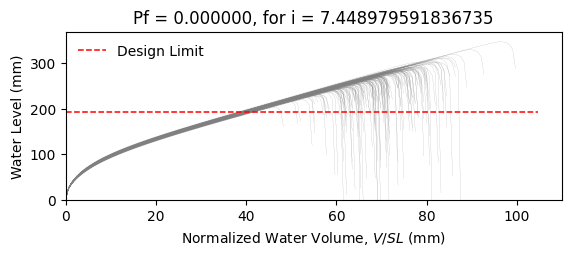 Pf = 0.000000, for i = 7.448979591836735
Design Limit
Water Level (mm)
300
200
100
0
0 20 40 60 80 100
Normalized Water Volume, V/SL (mm)